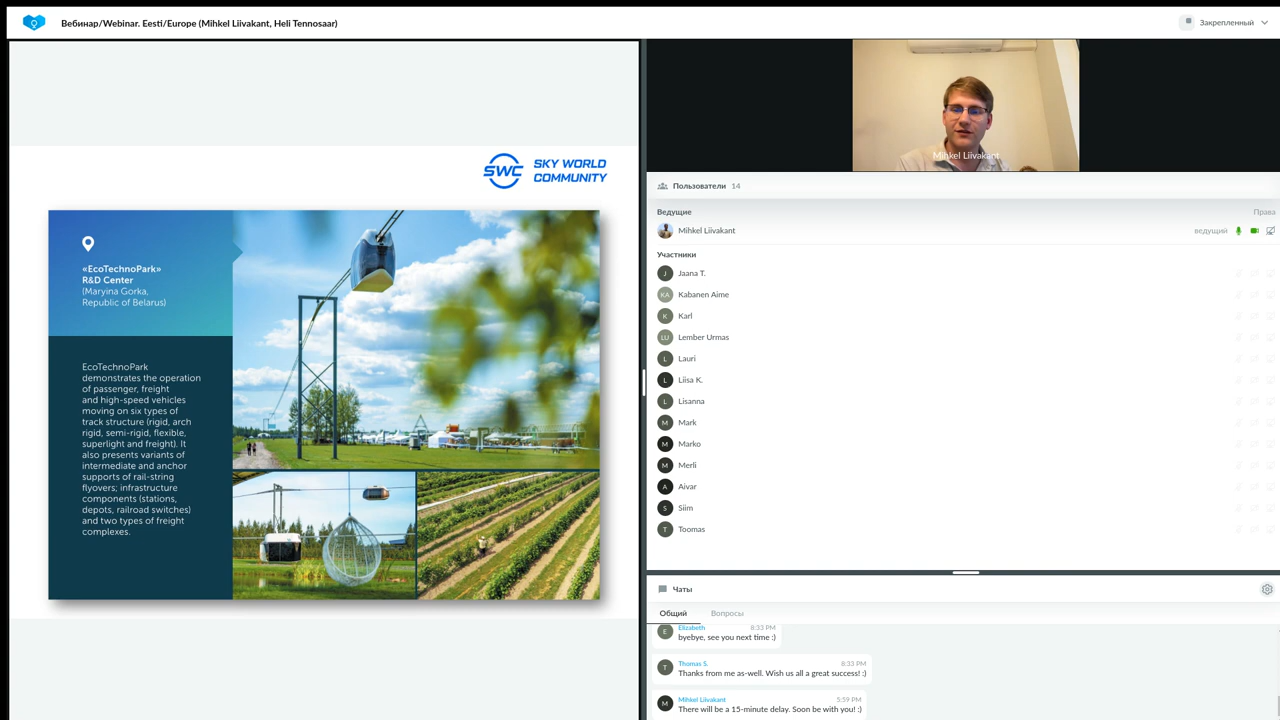 Вебинар/Webinar. Eesti/Europe (Mihkel Liivakant, Heli Tennosaar)
Закрепленный
SWC SKY WORLD
COMMUNITY
«EcoTechnoPark»
R&D Center
(Maryina Gorka,
Republic of Belarus)
EcoTechnoPark
demonstrates the operation
of passenger, freight
and high-speed vehicles
moving on six types of
track structure (rigid, arch
rigid, semi-rigid, flexible,
superlight and freight). It
also presents variants of
intermediate and anchor
supports of rail-string
flyovers; infrastructure
components (stations,
depots, railroad switches)
and two types of freight
complexes.
Mihkel Liivakant
Пользователи 14
Ведущие Права
Mihkel Liivakant ведущий
Участники
J Jaana T.
KA Kabanen Aime
K Karl
LU Lember Urmas
L Lauri
L Liisa K.
L Lisanna
M Mark
M Marko
M Merli
A Aivar
S Siim
T Toomas
Чаты
Общий Вопросы
E Elizabeth 8:33 PM
byebye, see you next time :)
T Thomas S. 8:33 PM
Thanks from me as-well. Wish us all a great success! :)
M Mihkel Liivakant 5:59 PM
There will be a 15-minute delay. Soon be with you! :)